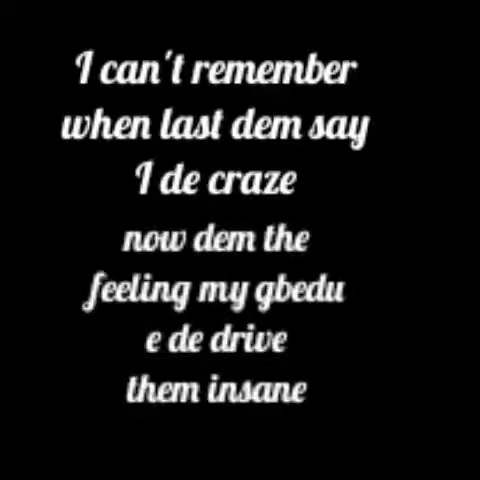 I can't remember
when last dem say
I de craze
now dem the
feeling my gbedu
e de drive
them insane